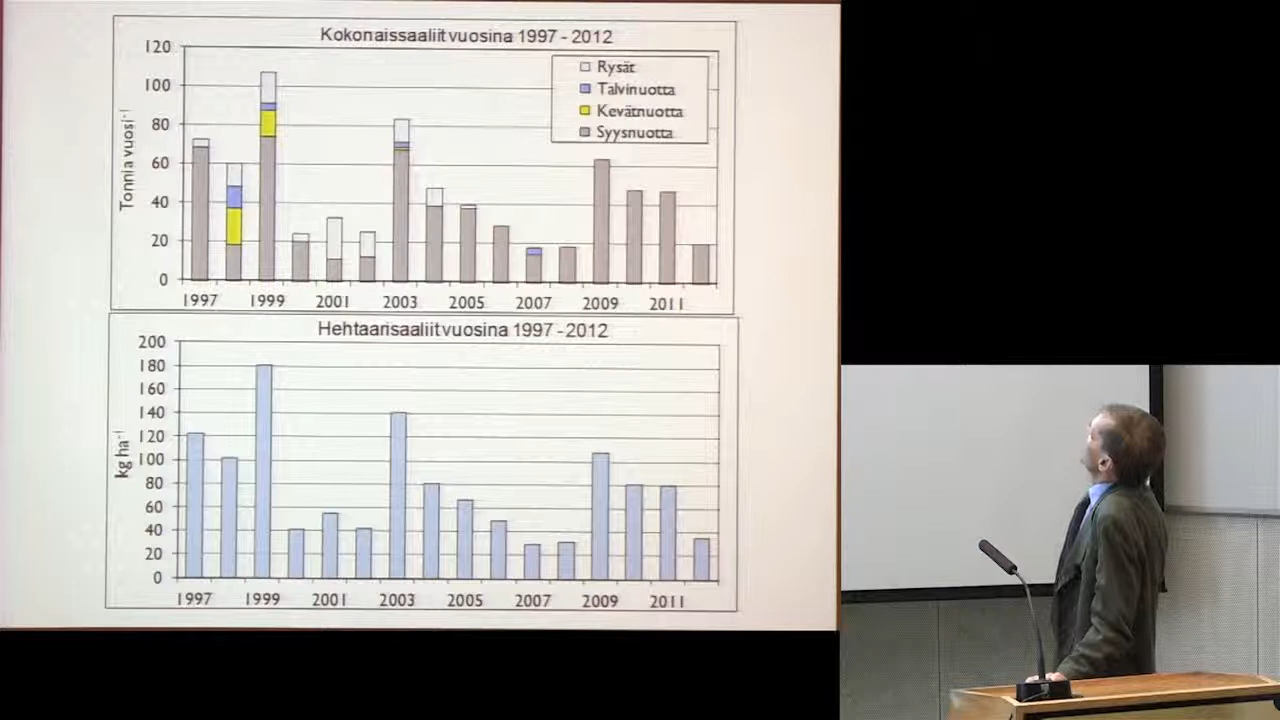 Kokonaissaaliit vuosina 1997 - 2012
120
100
80
60
40
20
0
Tonnia vuosi⁻¹
Rysät
Talvinuotta
Kevätnuotta
Syysnuotta
1997 1999 2001 2003 2005 2007 2009 2011
Hehtaarisaaliit vuosina 1997 - 2012
200
180
160
140
120
100
80
60
40
20
0
kg ha⁻¹
1997 1999 2001 2003 2005 2007 2009 2011